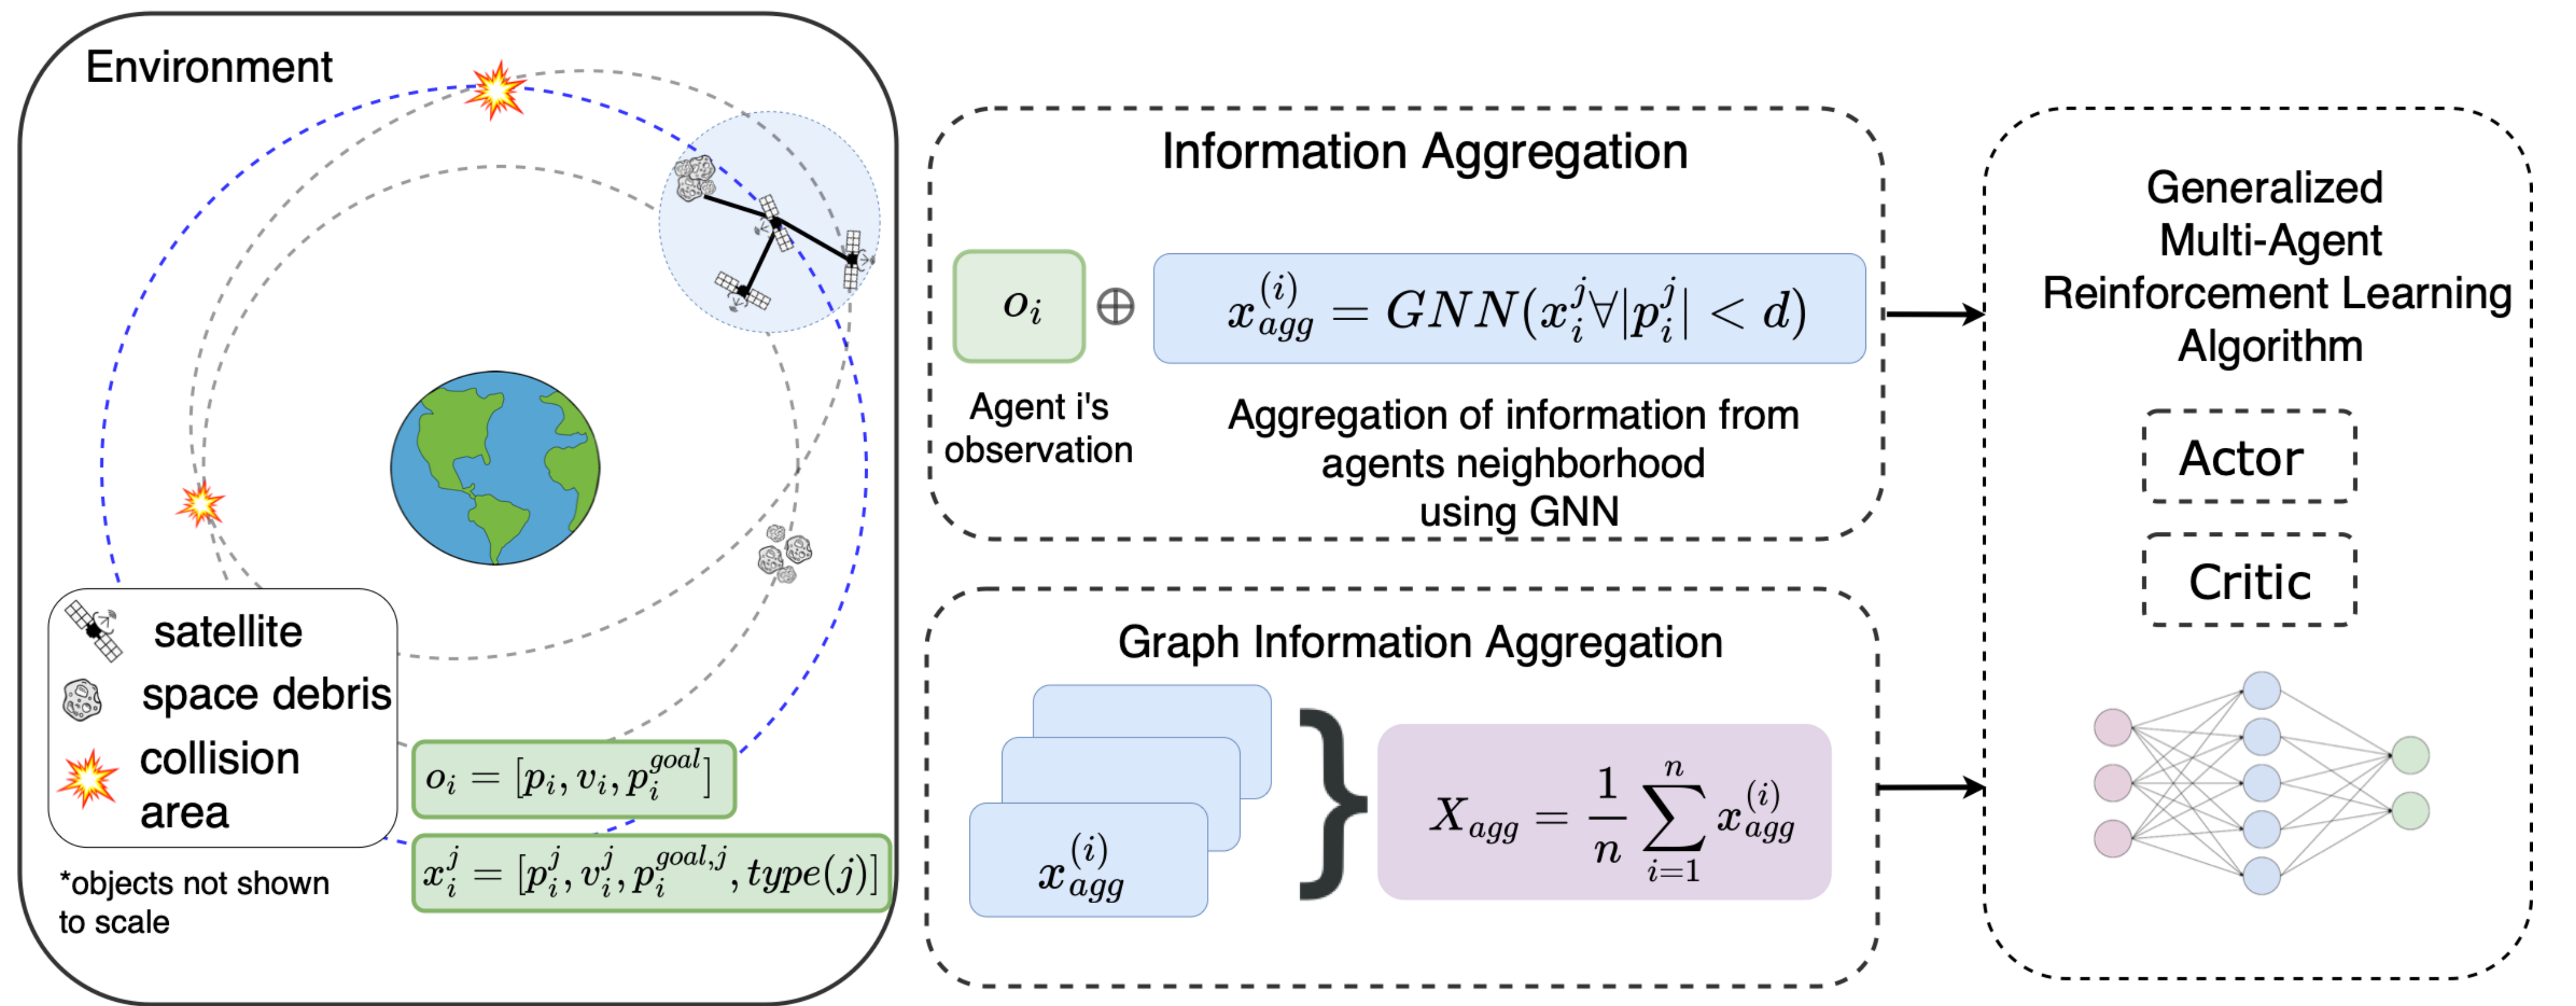 Environment
satellite
space debris
collision
area
*objects not shown
to scale
$o_i = [p_i, v_i, p_i^{goal}]$
$x_i^j = [p_i^j, v_i^j, p_i^{goal,j}, type(j)]$
Information Aggregation
$o_i$ ⊕ $x_{agg}^{(i)} = GNN(x_i^j \forall |p_i^j| < d)$
Agent i's
observation
Aggregation of information from
agents neighborhood
using GNN
Graph Information Aggregation
$x_{agg}^{(i)}$
}
$X_{agg} = \frac{1}{n} \sum_{i=1}^{n} x_{agg}^{(i)}$
Generalized
Multi-Agent
Reinforcement Learning
Algorithm
Actor
Critic